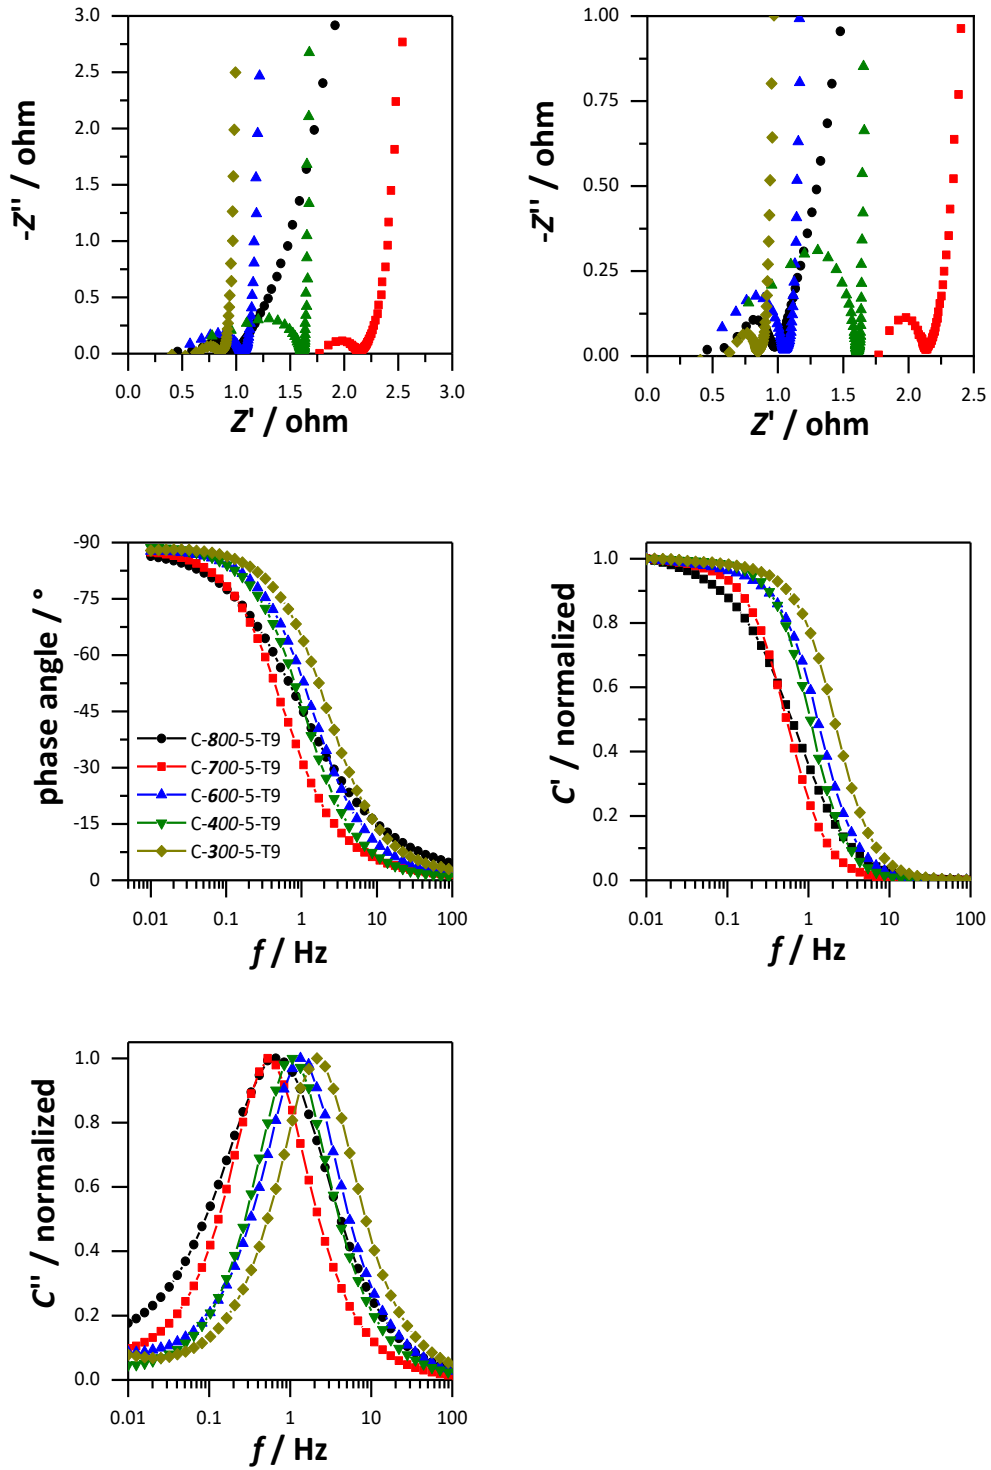 3.0
2.5
2.0
1.5
1.0
0.5
0.0
-Z'' / ohm
0.0 0.5 1.0 1.5 2.0 2.5 3.0
Z' / ohm
1.00
0.75
0.50
0.25
0.00
-Z'' / ohm
0.0 0.5 1.0 1.5 2.0 2.5
Z' / ohm
-90
-75
-60
-45
-30
-15
0
phase angle / °
C-800-5-T9
C-700-5-T9
C-600-5-T9
C-400-5-T9
C-300-5-T9
0.01 0.1 1 10 100
f / Hz
1.0
0.8
0.6
0.4
0.2
0.0
C' / normalized
0.01 0.1 1 10 100
f / Hz
1.0
0.8
0.6
0.4
0.2
0.0
C'' / normalized
0.01 0.1 1 10 100
f / Hz